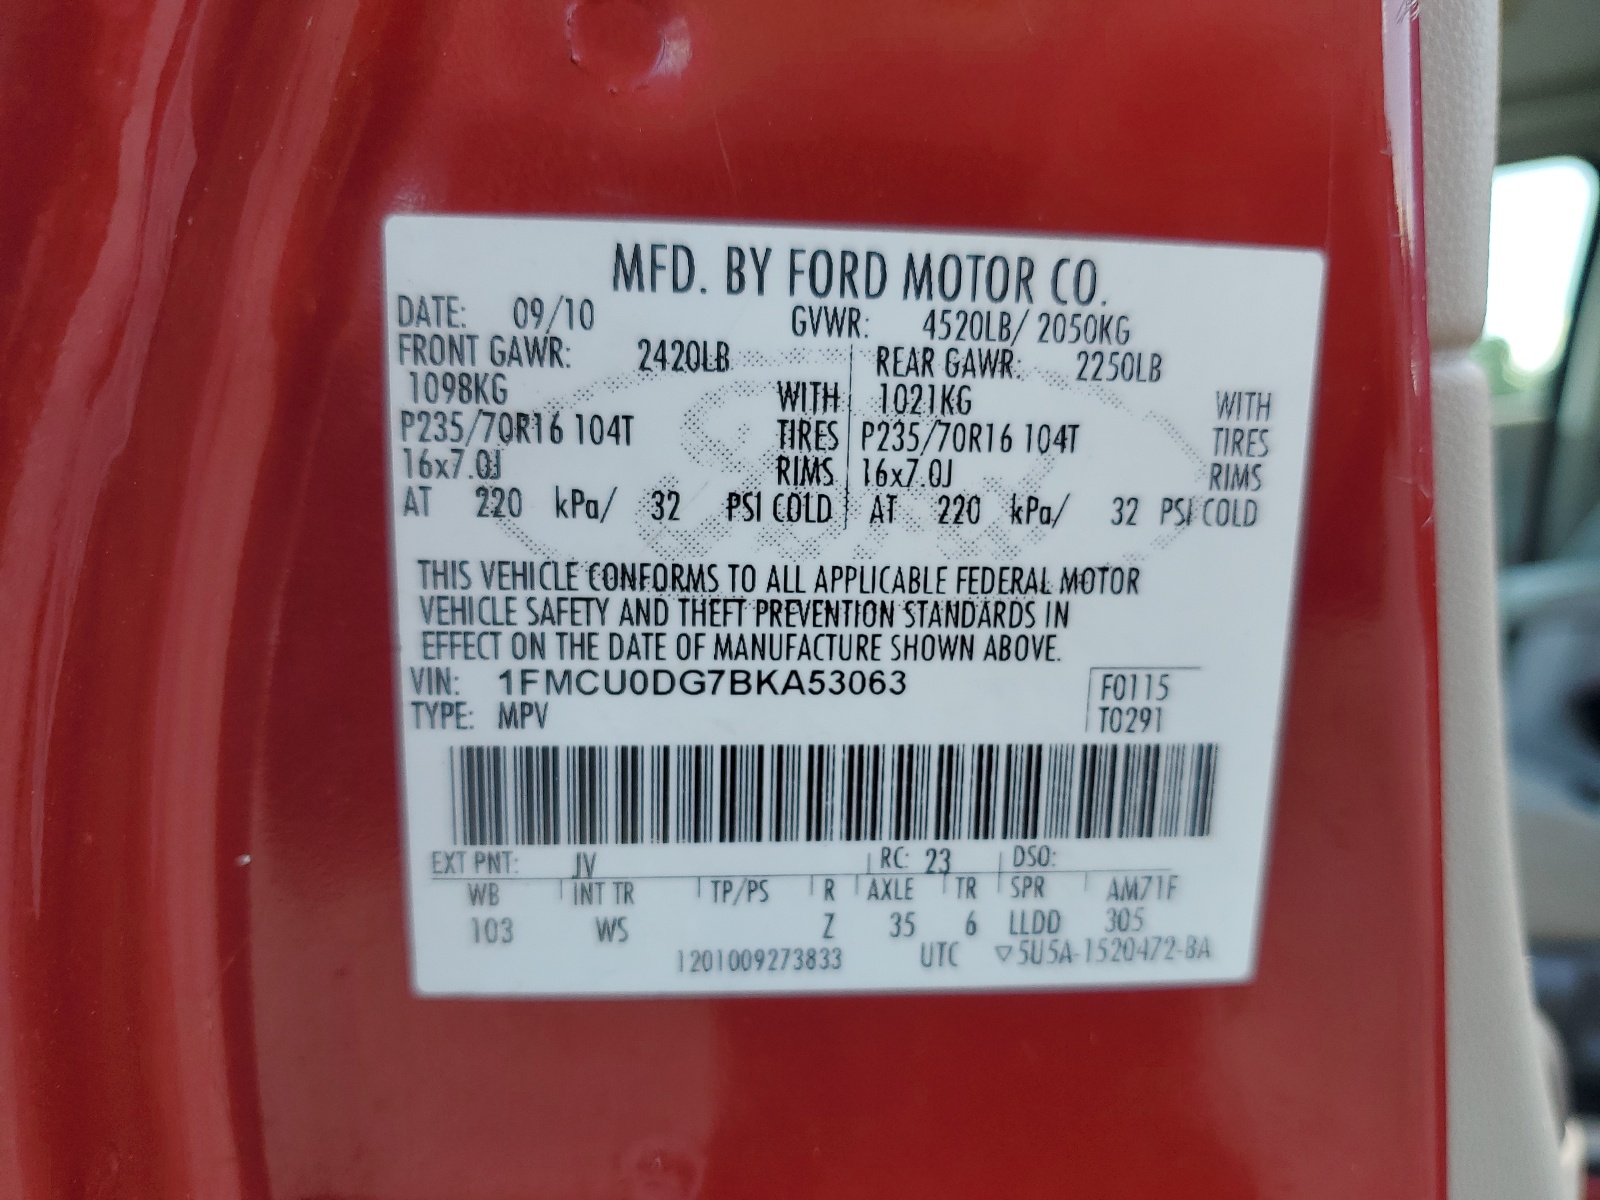 MFD. BY FORD MOTOR CO.
DATE: 09/10 GVWR: 4520LB/ 2050KG
FRONT GAWR: 2420LB REAR GAWR: 2250LB
1098KG WITH 1021KG WITH
P235/70R16 104T TIRES P235/70R16 104T TIRES
16x7.0J RIMS 16x7.0J RIMS
AT 220 kPa/ 32 PSI COLD AT 220 kPa/ 32 PSI COLD
THIS VEHICLE CONFORMS TO ALL APPLICABLE FEDERAL MOTOR
VEHICLE SAFETY AND THEFT PREVENTION STANDARDS IN
EFFECT ON THE DATE OF MANUFACTURE SHOWN ABOVE.
VIN: 1FMCU0DG7BKA53063 F0115
TYPE: MPV T0291
EXT PNT: JV RC: 23 DSO:
WB INT TR TP/PS R AXLE TR SPR AM71F
103 WS Z 35 6 LLDD 305
1201009273833 UTC ▽5U5A-1520472-BA